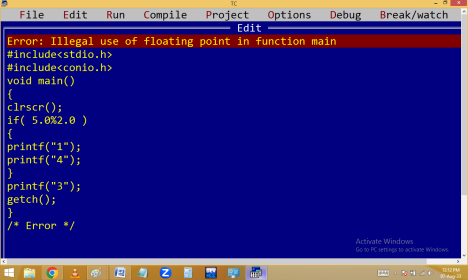 TC
File Edit Run Compile Project Options Debug Break/watch
Edit
Error: Illegal use of floating point in function main
#include<stdio.h>
#include<conio.h>
void main()
{
clrscr();
if( 5.0%2.0 )
{
printf("1");
printf("4");
}
printf("3");
getch();
}
/* Error */
Activate Windows
Go to PC settings to activate Windows.